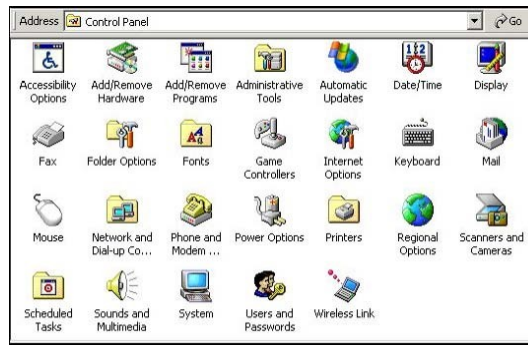 Address Control Panel Go
Accessibility Options
Add/Remove Hardware
Add/Remove Programs
Administrative Tools
Automatic Updates
Date/Time
Display
Fax
Folder Options
Fonts
Game Controllers
Internet Options
Keyboard
Mail
Mouse
Network and Dial-up Co...
Phone and Modem ...
Power Options
Printers
Regional Options
Scanners and Cameras
Scheduled Tasks
Sounds and Multimedia
System
Users and Passwords
Wireless Link